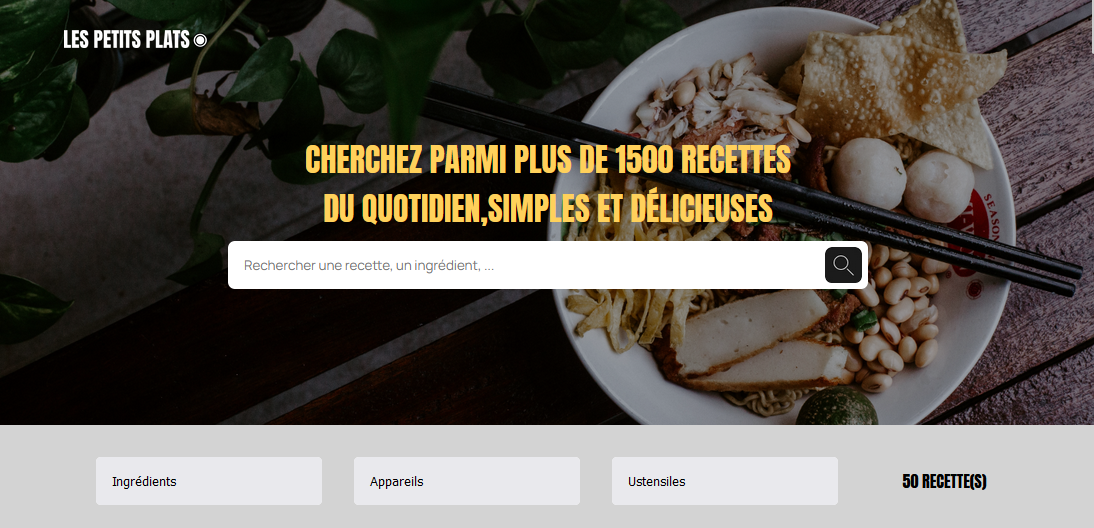 LES PETITS PLATS
CHERCHEZ PARMI PLUS DE 1500 RECETTES
DU QUOTIDIEN,SIMPLES ET DÉLICIEUSES
Rechercher une recette, un ingrédient, ...
SEASON
Ingrédients
Appareils
Ustensiles
50 RECETTE(S)